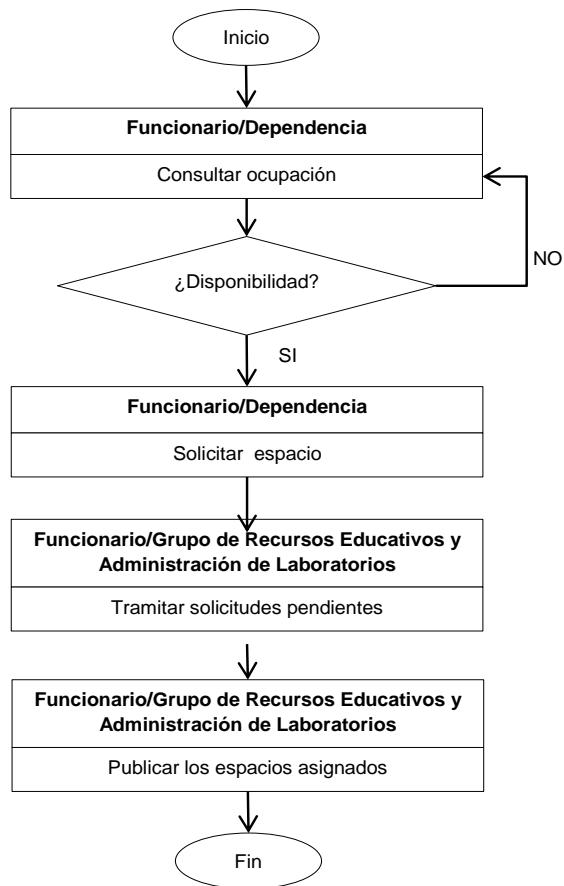 Inicio
Funcionario/Dependencia
Consultar ocupación
¿Disponibilidad?
NO
SI
Funcionario/Dependencia
Solicitar espacio
Funcionario/Grupo de Recursos Educativos y
Administración de Laboratorios
Tramitar solicitudes pendientes
Funcionario/Grupo de Recursos Educativos y
Administración de Laboratorios
Publicar los espacios asignados
Fin